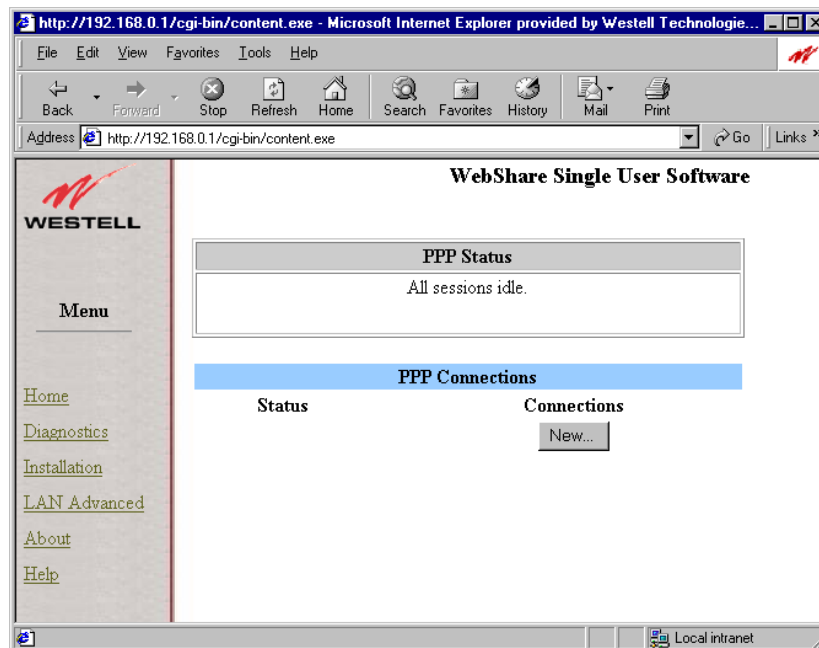 http://192.168.0.1/cgi-bin/content.exe - Microsoft Internet Explorer provided by Westell Technologie...
File Edit View Favorites Tools Help
Back Forward Stop Refresh Home Search Favorites History Mail Print
Address http://192.168.0.1/cgi-bin/content.exe Go Links »
WESTELL
WebShare Single User Software
PPP Status
All sessions idle.
Menu
PPP Connections
Status Connections
New...
Home
Diagnostics
Installation
LAN Advanced
About
Help
Local intranet